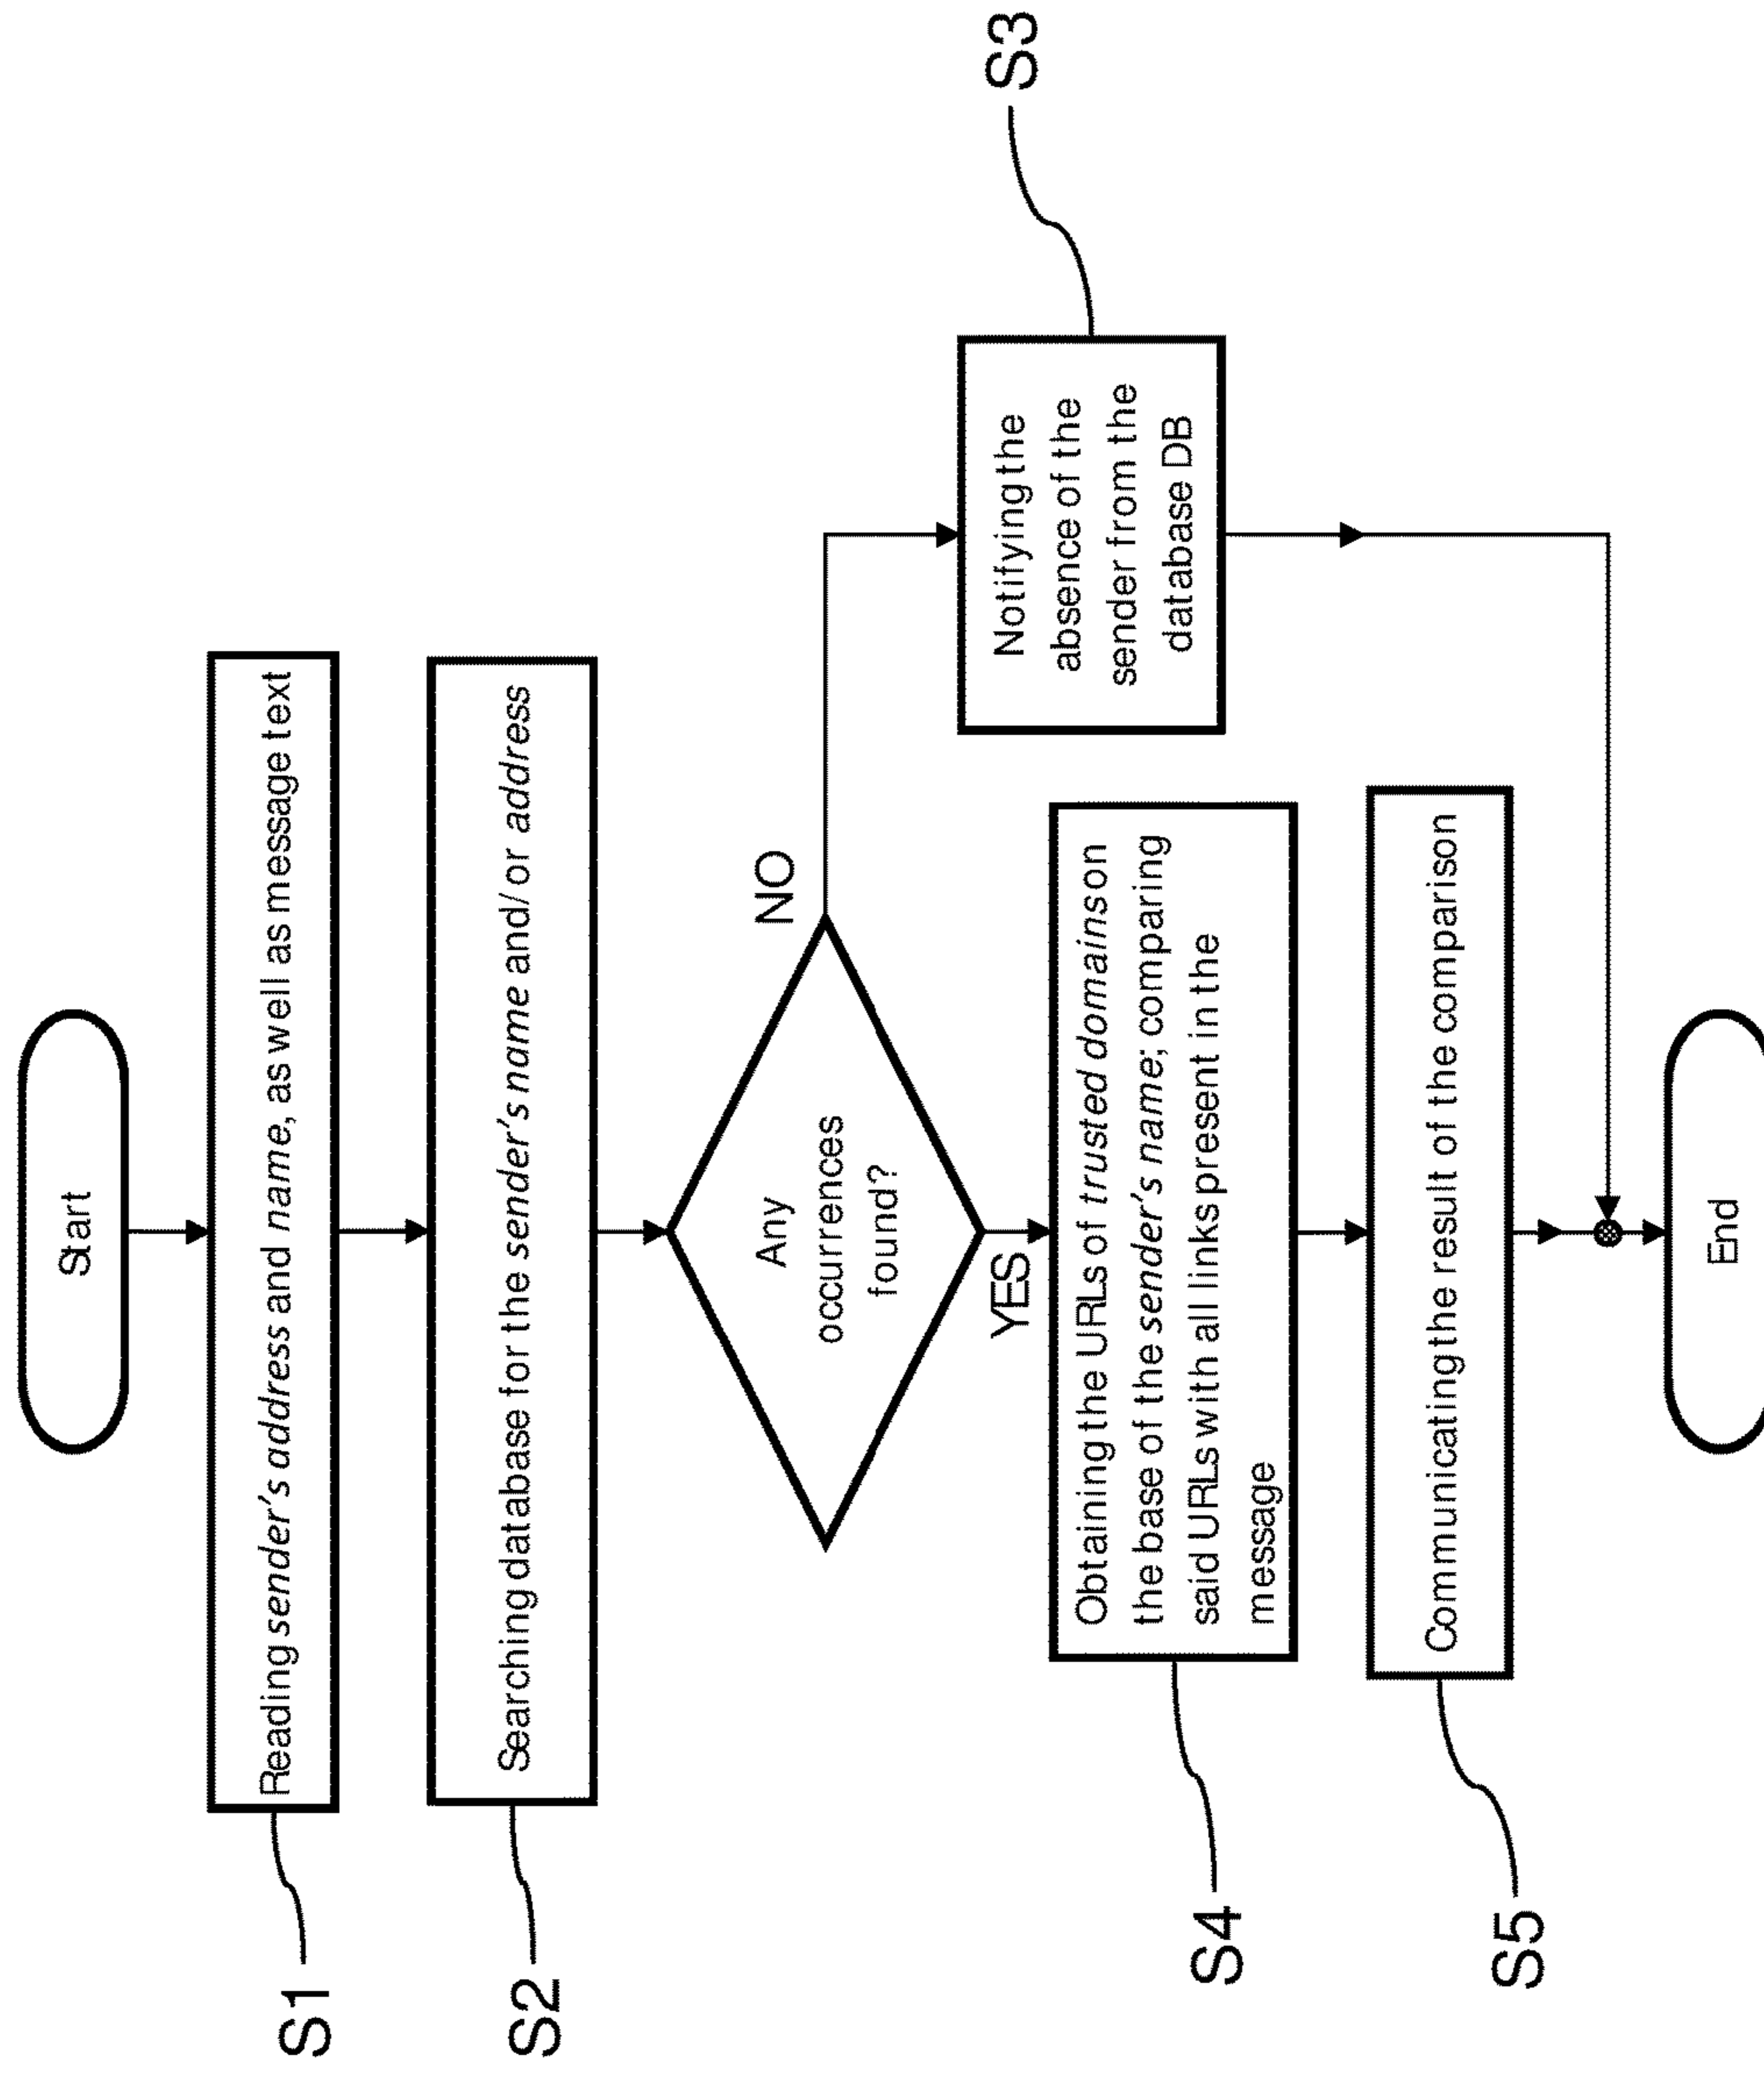 Start
S1
Reading sender's address and name, as well as message text
S2
Searching database for the sender's name and/or address
Any
occurrences
found?
NO
YES
S3
Notifying the
absence of the
sender from the
database DB
S4
Obtaining the URLs of trusted domains on
the base of the sender's name; comparing
said URLs with all links present in the
message
S5
Communicating the result of the comparison
End